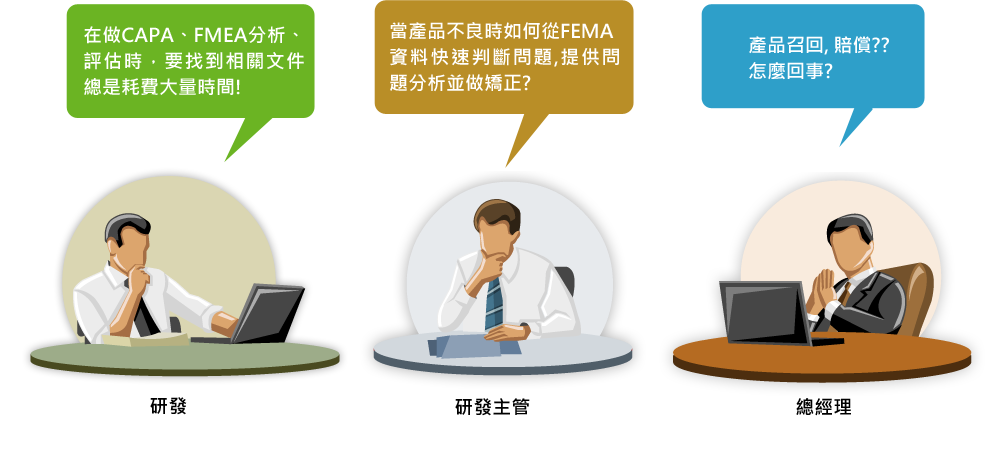 在做CAPA、FMEA分析、
評估時，要找到相關文件
總是耗費大量時間!
當產品不良時如何從FEMA
資料快速判斷問題,提供問
題分析並做矯正?
產品召回, 賠償??
怎麼回事?
研發
研發主管
總經理